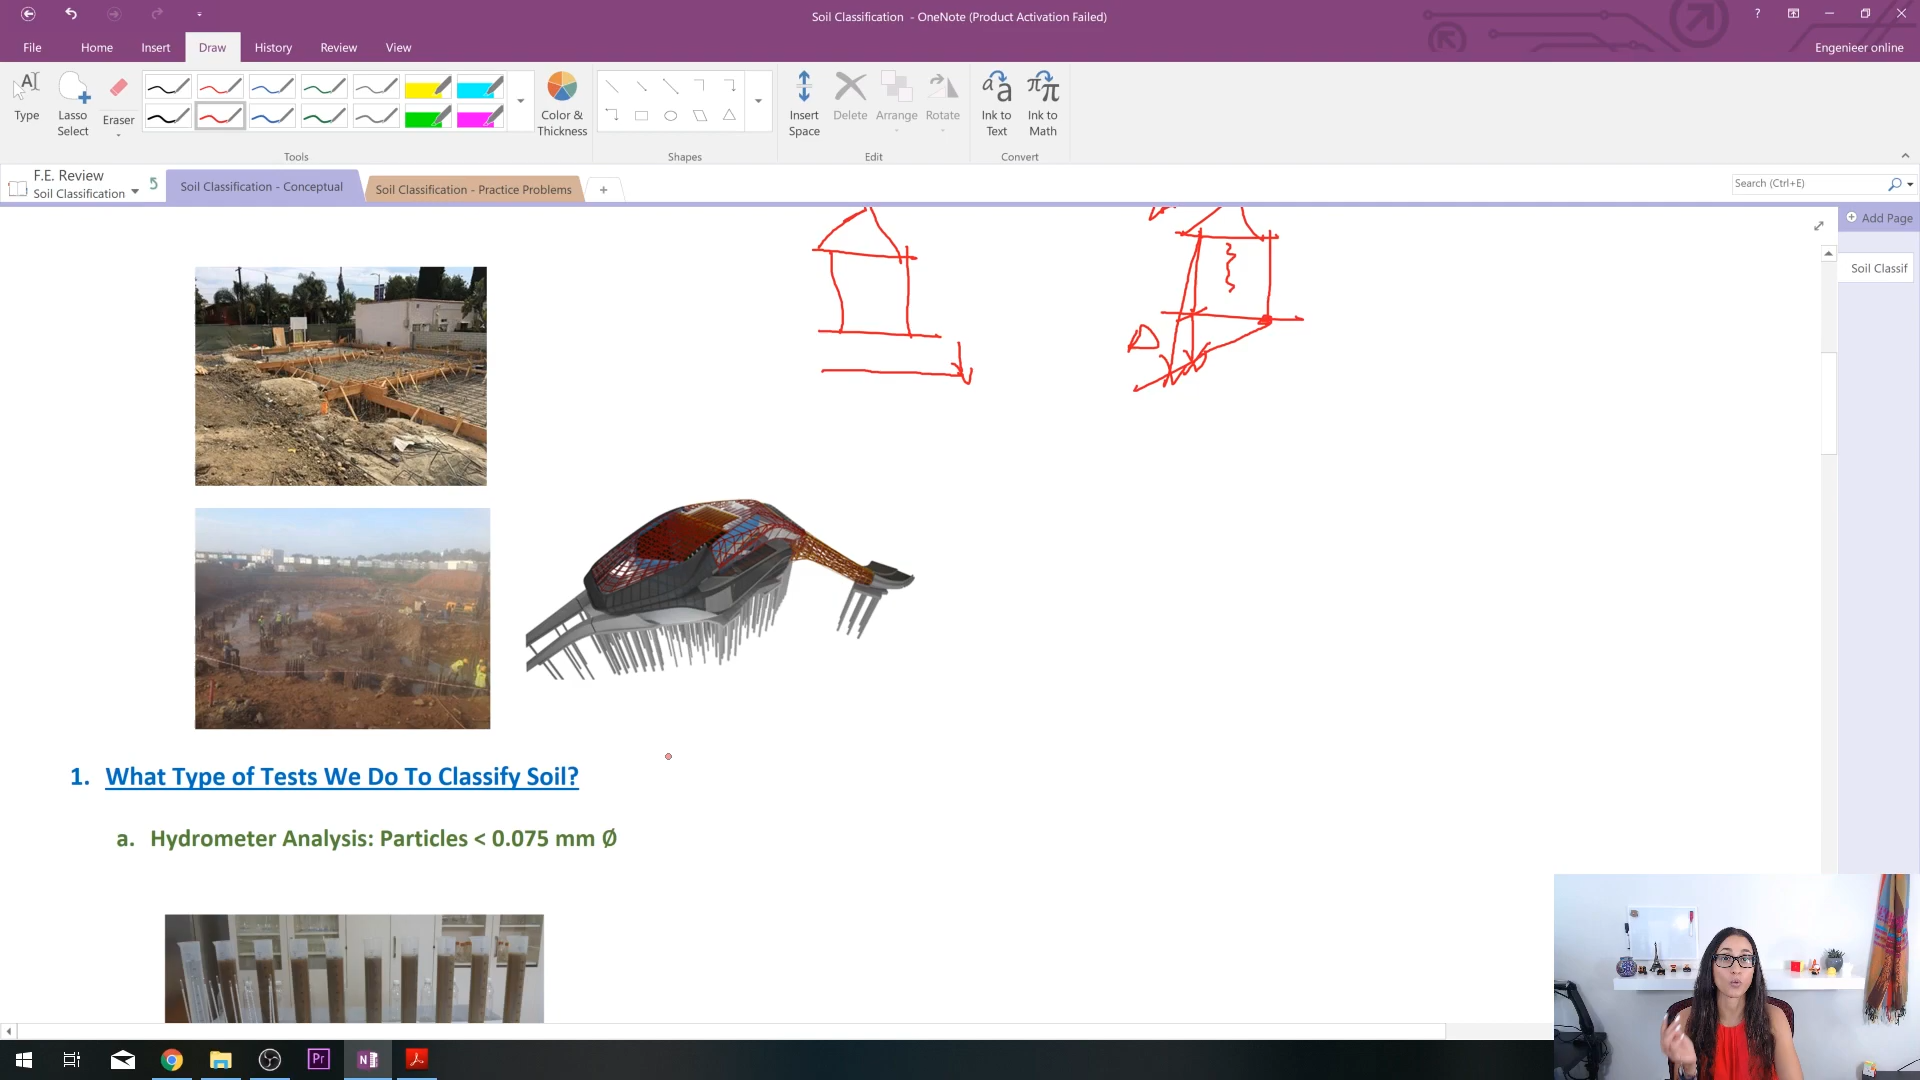 Soil Classification - OneNote (Product Activation Failed)
?
File Home Insert Draw History Review View
Engenieer online
Type
Lasso Select
Eraser
Color & Thickness
Insert Space
Delete
Arrange
Rotate
Ink to Text
Ink to Math
Tools
Shapes
Edit
Convert
F.E. Review
Soil Classification
Soil Classification - Conceptual
Soil Classification - Practice Problems
+
Search (Ctrl+E)
Add Page
Soil Classif
1. What Type of Tests We Do To Classify Soil?
a. Hydrometer Analysis: Particles < 0.075 mm Ø
Pr
N